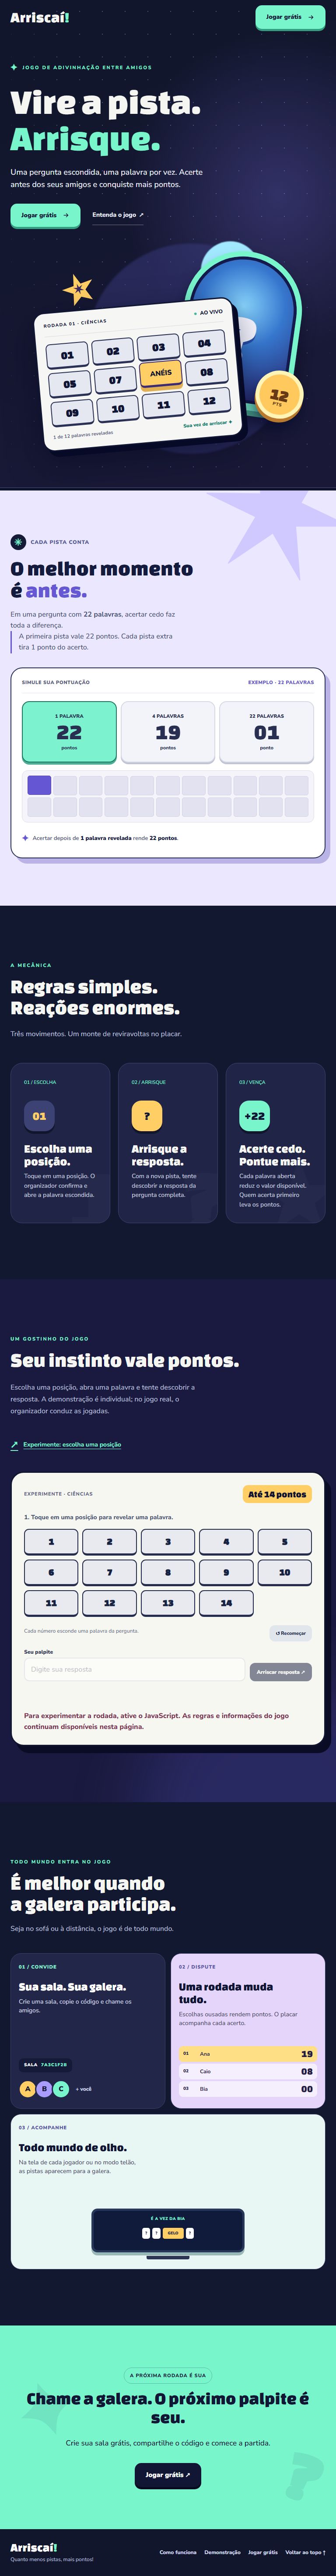 Arriscaí!
Jogar grátis →
JOGO DE ADIVINHAÇÃO ENTRE AMIGOS
Vire a pista.
Arrisque.
Uma pergunta escondida, uma palavra por vez. Acerte
antes dos seus amigos e conquiste mais pontos.
Jogar grátis →
Entenda o jogo ↗
RODADA 01 · CIÊNCIAS
AO VIVO
01 02 03 04
05 07 ANÉIS 08
09 10 11 12
1 de 12 palavras reveladas
Sua vez de arriscar
12
PTS
CADA PISTA CONTA
O melhor momento
é antes.
Em uma pergunta com 22 palavras, acertar cedo faz
toda a diferença.
A primeira pista vale 22 pontos. Cada pista extra
tira 1 ponto do acerto.
SIMULE SUA PONTUAÇÃO
EXEMPLO · 22 PALAVRAS
1 PALAVRA
22
pontos
4 PALAVRAS
19
pontos
22 PALAVRAS
01
ponto
Acertar depois de 1 palavra revelada rende 22 pontos.
A MECÂNICA
Regras simples.
Reações enormes.
Três movimentos. Um monte de reviravoltas no placar.
01 / ESCOLHA
01
Escolha uma
posição.
Toque em uma posição. O
organizador confirma e
abre a palavra escondida.
02 / ARRISQUE
?
Arrisque a
resposta.
Com a nova pista, tente
descobrir a resposta da
pergunta completa.
03 / VENÇA
+22
Acerte cedo.
Pontue mais.
Cada palavra aberta
reduz o valor disponível.
Quem acerta primeiro
leva os pontos.
UM GOSTINHO DO JOGO
Seu instinto vale pontos.
Escolha uma posição, abra uma palavra e tente descobrir a
resposta. A demonstração é individual; no jogo real, o
organizador conduz as jogadas.
↗ Experimente: escolha uma posição
EXPERIMENTE · CIÊNCIAS
Até 14 pontos
1. Toque em uma posição para revelar uma palavra.
1 2 3 4 5
6 7 8 9 10
11 12 13 14
Cada número esconde uma palavra da pergunta.
↺ Recomeçar
Seu palpite
Digite sua resposta
Arriscar resposta ↗
Para experimentar a rodada, ative o JavaScript. As regras e informações do jogo
continuam disponíveis nesta página.
TODO MUNDO ENTRA NO JOGO
É melhor quando
a galera participa.
Seja no sofá ou à distância, o jogo é de todo mundo.
01 / CONVIDE
Sua sala. Sua galera.
Crie uma sala, copie o código e chame os
amigos.
SALA 7A3C1F2B
A B C + você
02 / DISPUTE
Uma rodada muda
tudo.
Escolhas ousadas rendem pontos. O placar
acompanha cada acerto.
01 Ana 19
02 Caio 08
03 Bia 00
03 / ACOMPANHE
Todo mundo de olho.
Na tela de cada jogador ou no modo telão,
as pistas aparecem para a galera.
É A VEZ DA BIA
? ? GELO ?
A PRÓXIMA RODADA É SUA
Chame a galera. O próximo palpite é
seu.
Crie sua sala grátis, compartilhe o código e comece a partida.
Jogar grátis ↗
?
Arriscaí!
Quanto menos pistas, mais pontos!
Como funciona
Demonstração
Jogar grátis
Voltar ao topo ↑